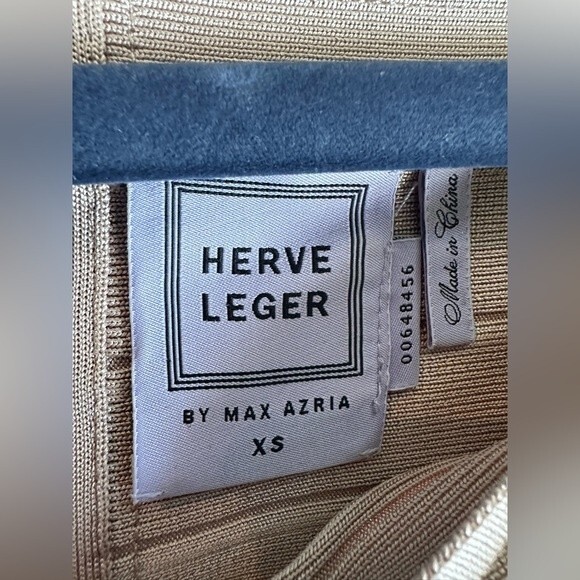 HERVE
LEGER
BY MAX AZRIA
XS
00648456
Made in China